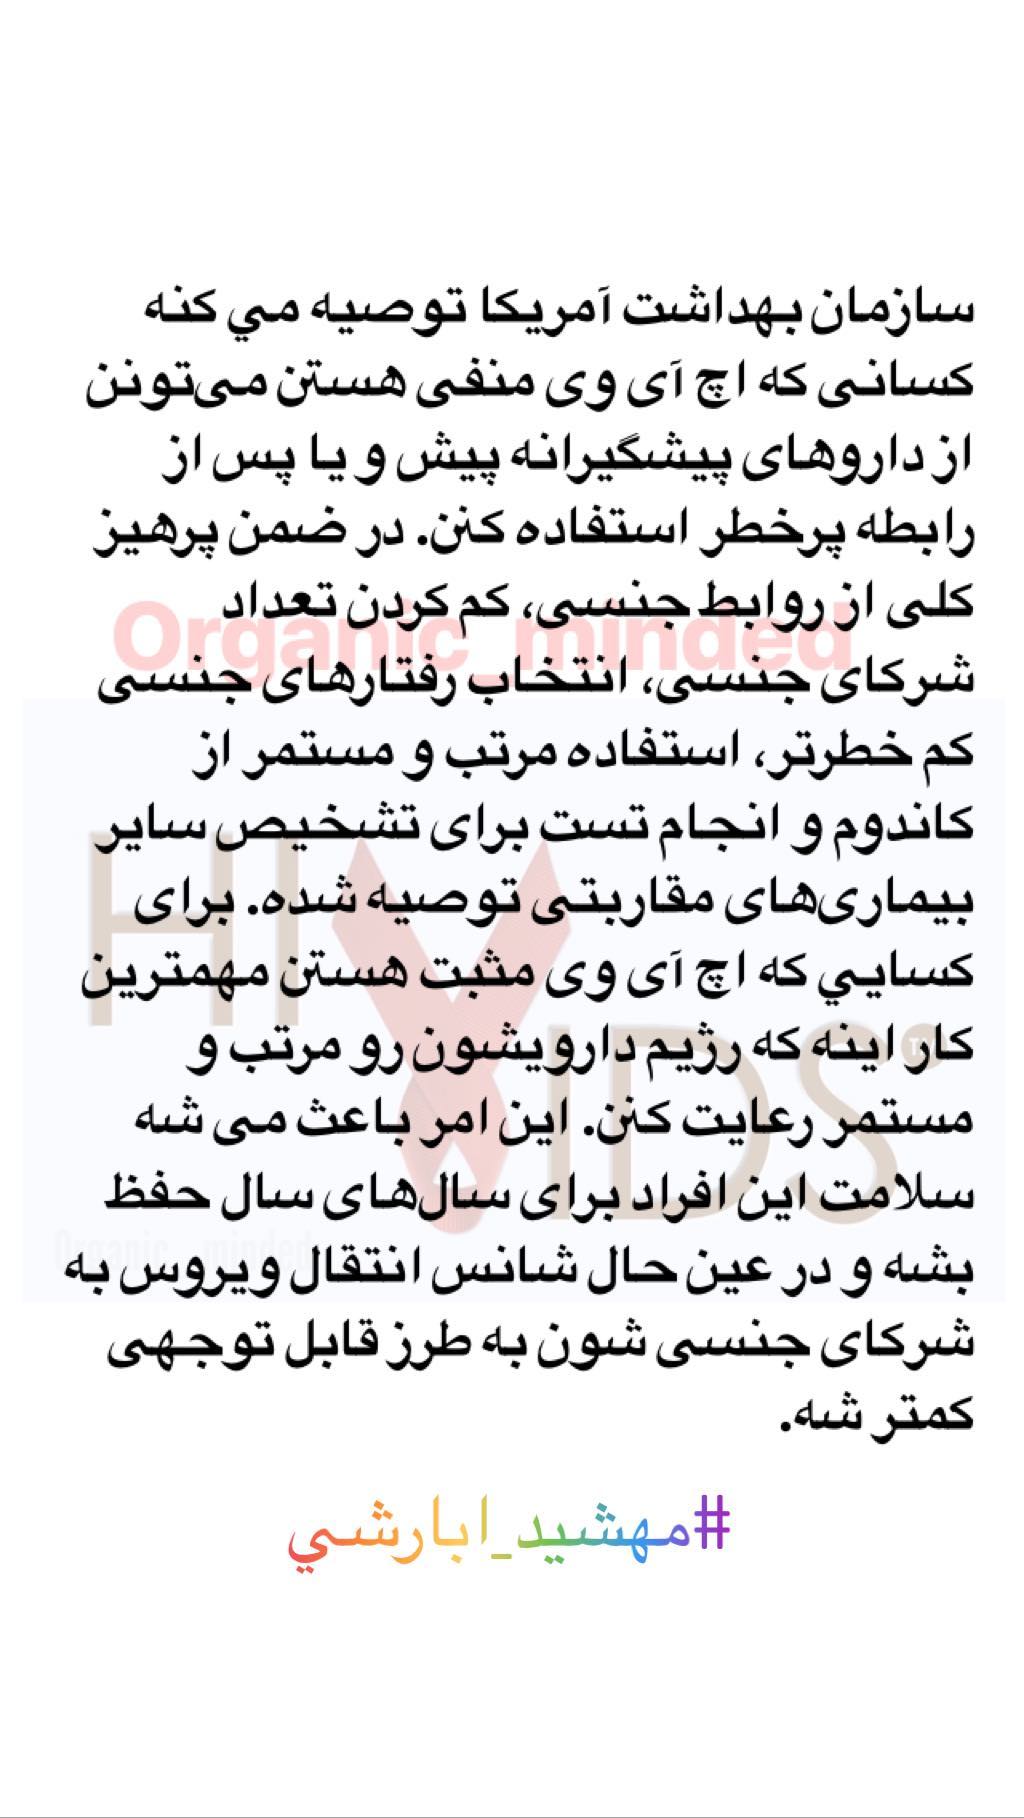 سازمان بهداشت آمریکا توصیه مي کنه
کسانی که اچ آی وی منفی هستن می‌تونن
از داروهای پیشگیرانه پیش و یا پس از
رابطه پرخطر استفاده کنن. در ضمن پرهیز
کلی از روابط جنسی، کم کردن تعداد
شرکای جنسی، انتخاب رفتارهای جنسی
کم خطرتر، استفاده مرتب و مستمر از
کاندوم و انجام تست برای تشخیص سایر
بیماری‌های مقاربتی توصیه شده. برای
کسایي که اچ آی وی مثبت هستن مهمترین
کار اینه که رژیم دارویشون رو مرتب و
مستمر رعایت کنن. این امر باعث می شه
سلامت این افراد برای سال‌های سال حفظ
بشه و در عین حال شانس انتقال ویروس به
شرکای جنسی شون به طرز قابل توجهی
کمتر شه.
#مهشید_ابارشي
Organic_minded
HIV
AIDS
Organic_minded